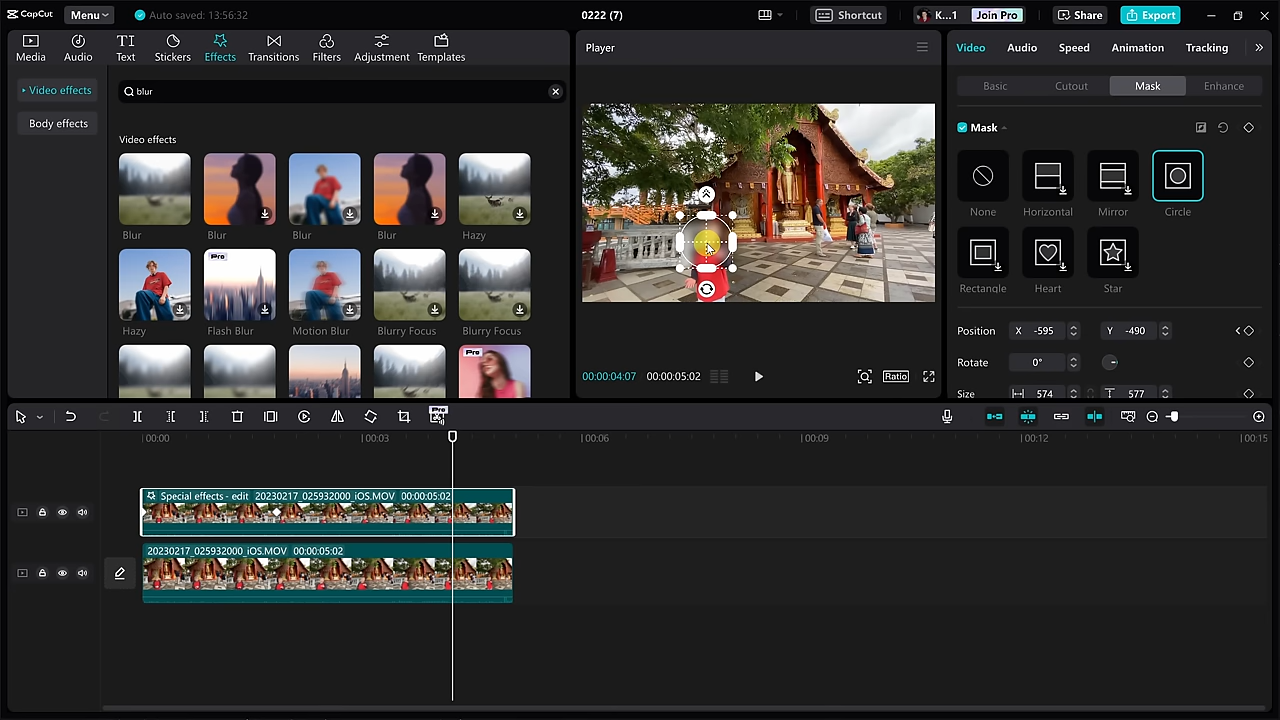 CapCut
Menu
Auto saved: 13:56:32
0222 (7)
Shortcut
K...1
Join Pro
Share
Export
Media
Audio
Text
Stickers
Effects
Transitions
Filters
Adjustment
Templates
Player
Video
Audio
Speed
Animation
Tracking
Video effects
Body effects
blur
Video effects
Blur
Blur
Blur
Blur
Hazy
Pro
Hazy
Flash Blur
Motion Blur
Blurry Focus
Blurry Focus
Pro
00:00:04:07
00:00:05:02
Ratio
Basic
Cutout
Mask
Enhance
Mask
None
Horizontal
Mirror
Circle
Rectangle
Heart
Star
Position
X
-595
Y
-490
Rotate
0°
Size
574
577
Pro
00:00
00:03
00:06
00:09
00:12
00:15
Special effects - edit 20230217_025932000_iOS.MOV 00:00:05:02
20230217_025932000_iOS.MOV 00:00:05:02